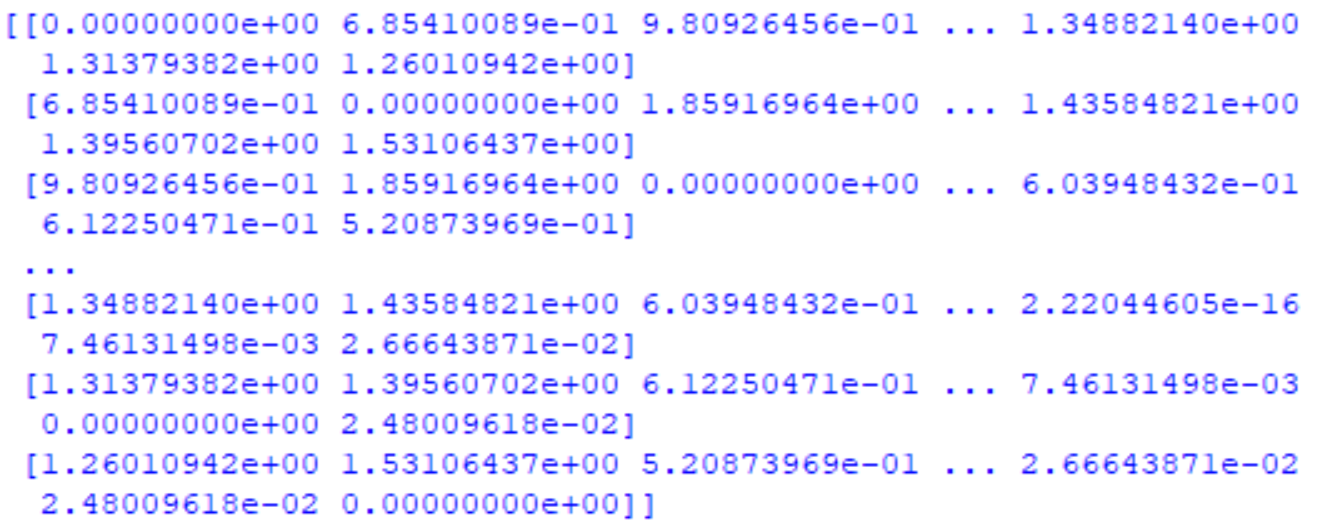 [[0.00000000e+00 6.85410089e-01 9.80926456e-01 ... 1.34882140e+00
1.31379382e+00 1.26010942e+00]
[6.85410089e-01 0.00000000e+00 1.85916964e+00 ... 1.43584821e+00
1.39560702e+00 1.53106437e+00]
[9.80926456e-01 1.85916964e+00 0.00000000e+00 ... 6.03948432e-01
6.12250471e-01 5.20873969e-01]
...
[1.34882140e+00 1.43584821e+00 6.03948432e-01 ... 2.22044605e-16
7.46131498e-03 2.66643871e-02]
[1.31379382e+00 1.39560702e+00 6.12250471e-01 ... 7.46131498e-03
0.00000000e+00 2.48009618e-02]
[1.26010942e+00 1.53106437e+00 5.20873969e-01 ... 2.66643871e-02
2.48009618e-02 0.00000000e+00]]